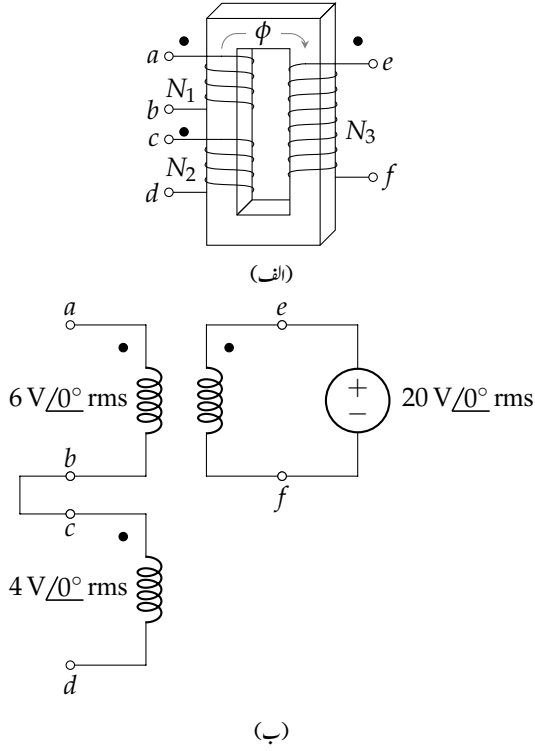 ϕ
a
e
N₁
b
c
N₃
N₂
d
f
(الف)
a
e
6 V/0° rms
+
−
20 V/0° rms
b
f
c
4 V/0° rms
d
(ب)